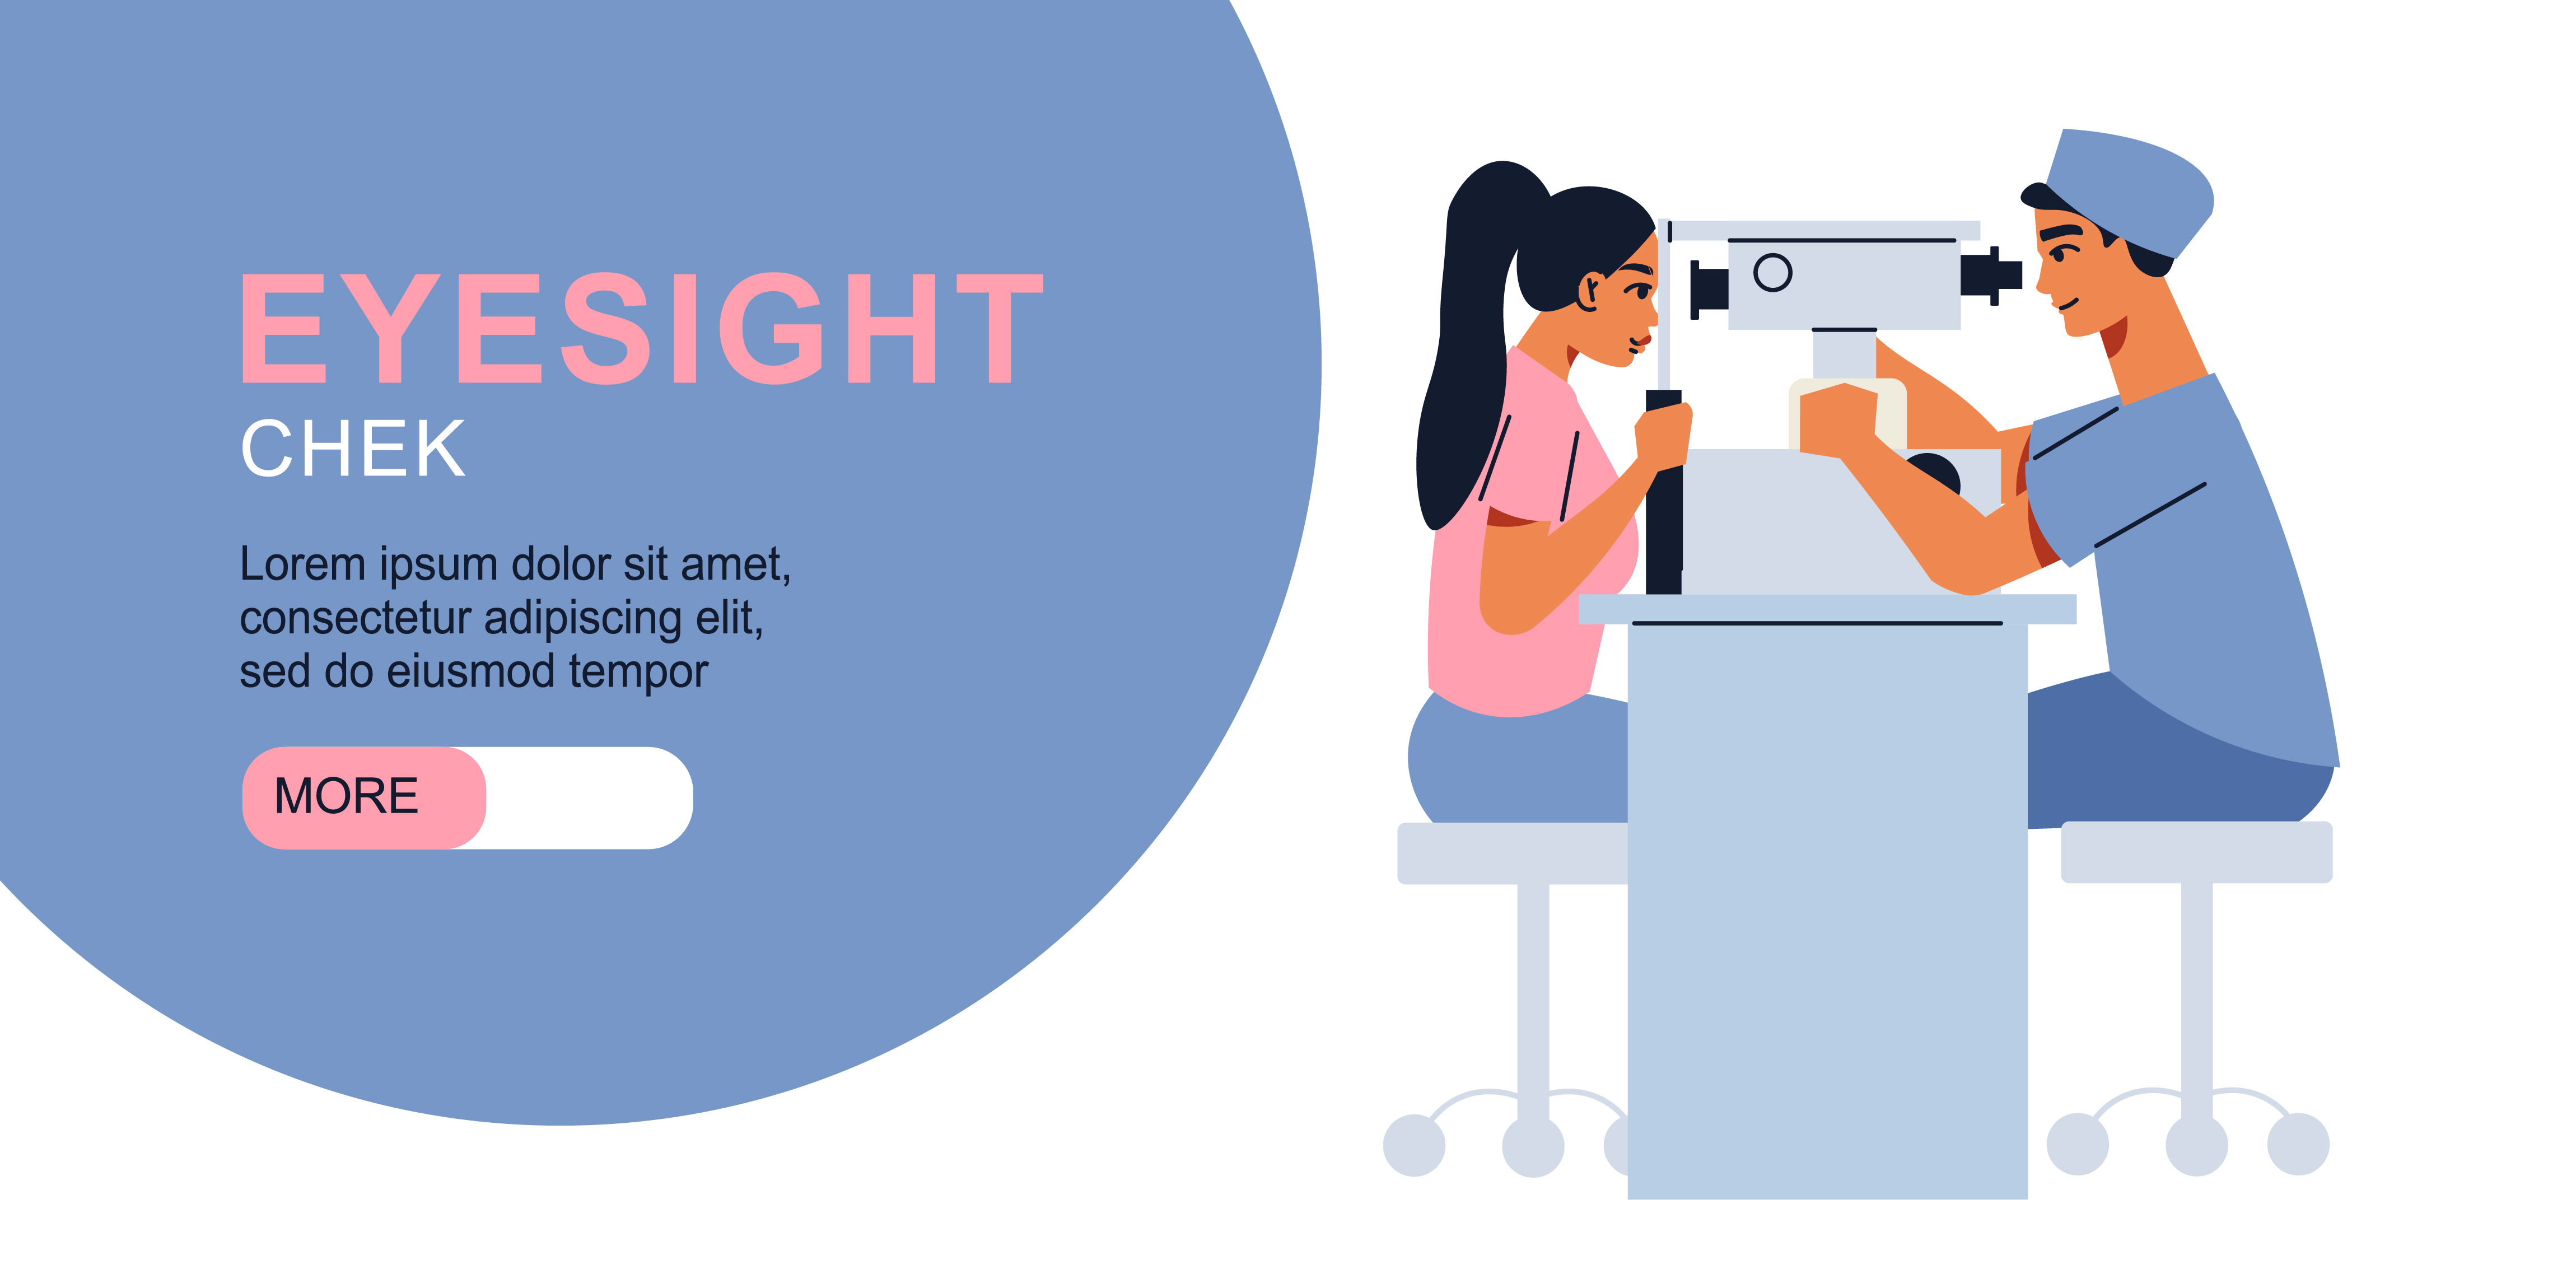 EYESIGHT
CHEK
Lorem ipsum dolor sit amet,
consectetur adipiscing elit,
sed do eiusmod tempor
MORE